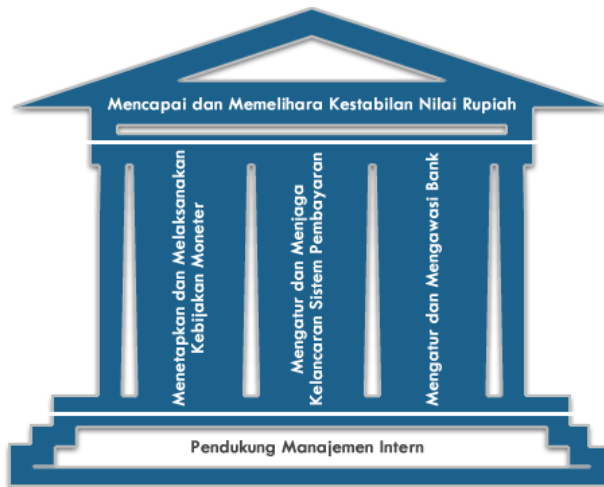 Mencapai dan Memelihara Kestabilan Nilai Rupiah
Menetapkan dan Melaksanakan
Kebijakan Moneter
Mengatur dan Menjaga
Kelancaran Sistem Pembayaran
Mengatur dan Mengawasi Bank
Pendukung Manajemen Intern